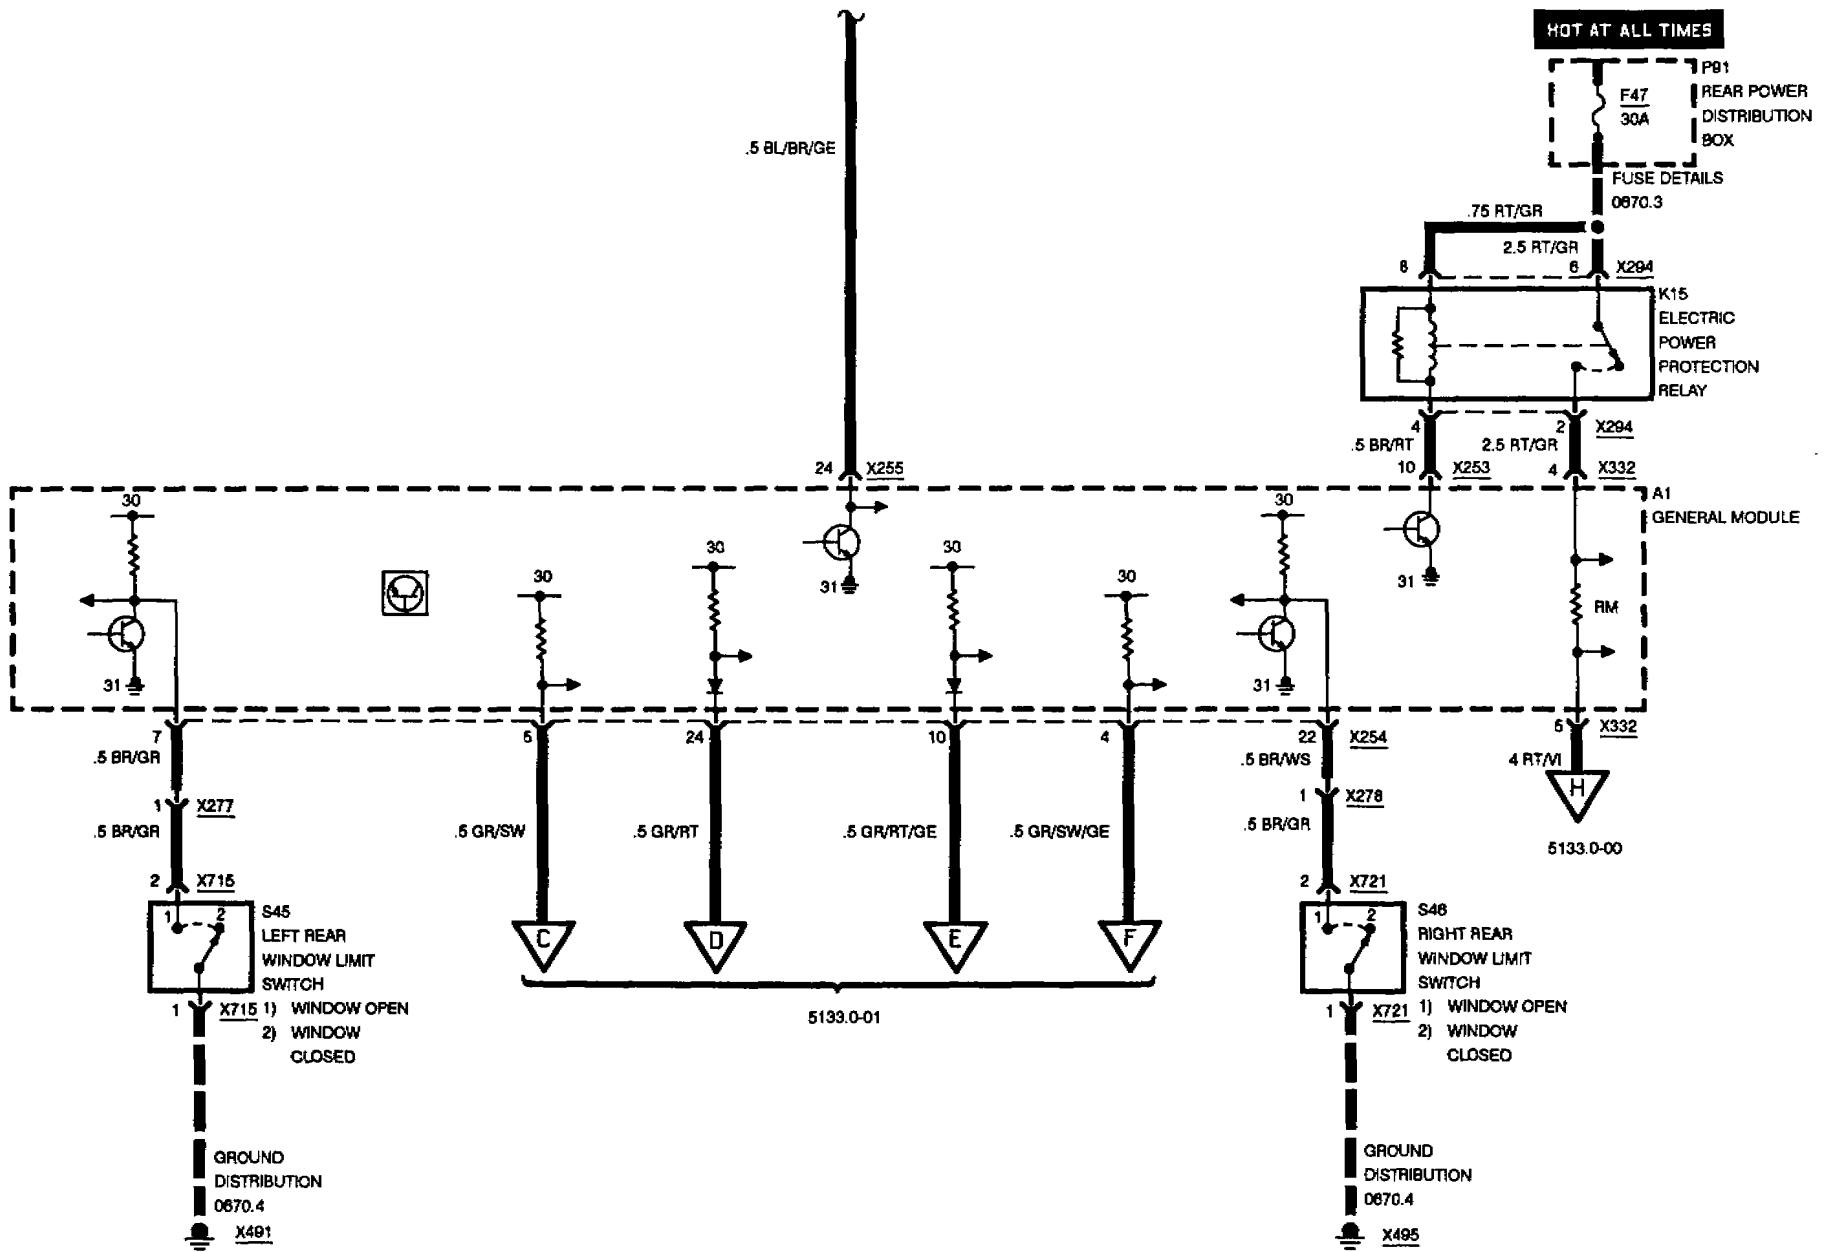 HOT AT ALL TIMES
P91
REAR POWER
DISTRIBUTION
BOX
F47
30A
FUSE DETAILS
0670.3
.5 BL/BR/GE
.75 RT/GR
2.5 RT/GR
8
6
X294
K15
ELECTRIC
POWER
PROTECTION
RELAY
4
2
X294
.5 BR/RT
2.5 RT/GR
24
X255
10
X253
4
X332
A1
GENERAL MODULE
30
31
30
30
31
30
30
30
31
31
RM
7
5
24
10
4
22
X254
5
X332
.5 BR/GR
.5 BR/WS
4 RT/VI
H
5133.0-00
1
X277
1
X278
.5 BR/GR
.5 GR/SW
.5 GR/RT
.5 GR/RT/GE
.5 GR/SW/GE
.5 BR/GR
2
X715
2
X721
1
2
S45
LEFT REAR
WINDOW LIMIT
SWITCH
1) WINDOW OPEN
2) WINDOW
CLOSED
1
X715
C
D
E
F
5133.0-01
1
2
S46
RIGHT REAR
WINDOW LIMIT
SWITCH
1) WINDOW OPEN
2) WINDOW
CLOSED
1
X721
GROUND
DISTRIBUTION
0670.4
X491
GROUND
DISTRIBUTION
0670.4
X495